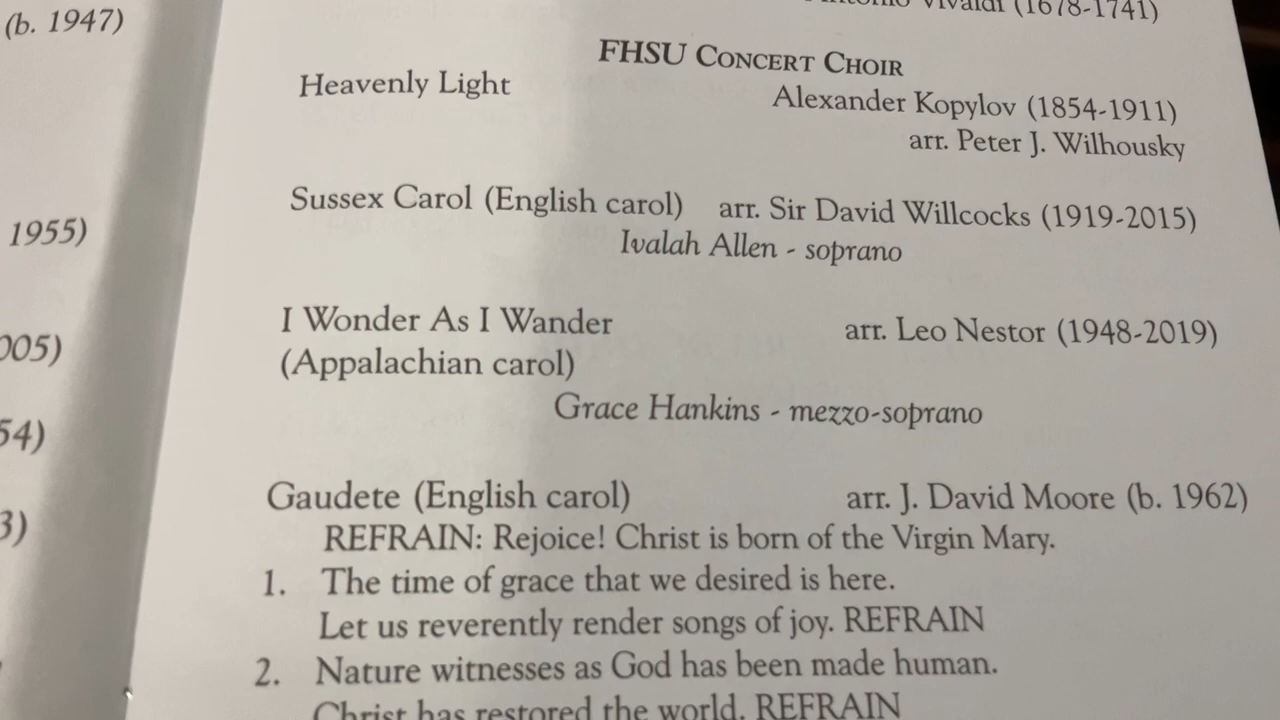 (b. 1947)
1955)
005)
54)
3)
Antonio Vivaldi (1678-1741)
FHSU CONCERT CHOIR
Heavenly Light Alexander Kopylov (1854-1911)
arr. Peter J. Wilhousky
Sussex Carol (English carol) arr. Sir David Willcocks (1919-2015)
Ivalah Allen - soprano
I Wonder As I Wander arr. Leo Nestor (1948-2019)
(Appalachian carol)
Grace Hankins - mezzo-soprano
Gaudete (English carol) arr. J. David Moore (b. 1962)
REFRAIN: Rejoice! Christ is born of the Virgin Mary.
1. The time of grace that we desired is here.
Let us reverently render songs of joy. REFRAIN
2. Nature witnesses as God has been made human.
Christ has restored the world. REFRAIN